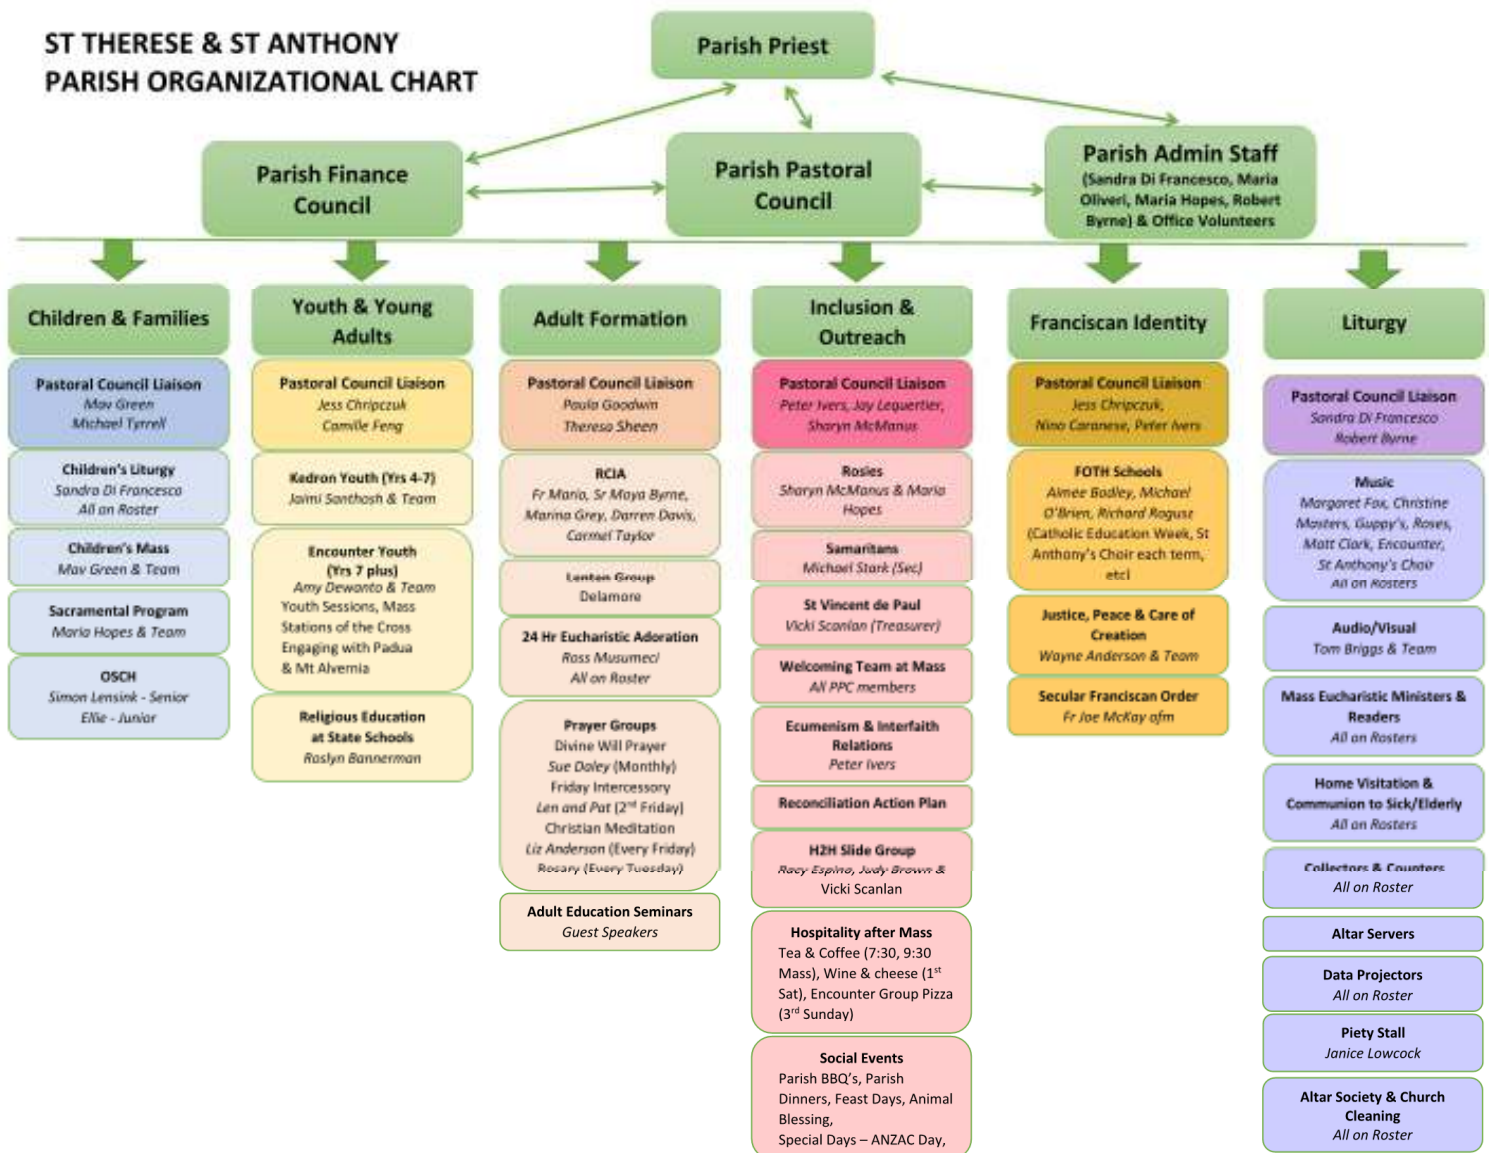 ST THERESE & ST ANTHONY
PARISH ORGANIZATIONAL CHART
Parish Priest
Parish Finance
Council
Parish Pastoral
Council
Parish Admin Staff
(Sandra Di Francesco, Maria
Oliveri, Maria Hopes, Robert
Byrne) & Office Volunteers
Children & Families
Pastoral Council Liaison
Mav Green
Michael Tyrrell
Children's Liturgy
Sandra Di Francesco
All on Roster
Children's Mass
Mav Green & Team
Sacramental Program
Maria Hopes & Team
OSCH
Simon Lensink - Senior
Ellie - Junior
Youth & Young
Adults
Pastoral Council Liaison
Jess Chripczuk
Camille Feng
Kedron Youth (Yrs 4-7)
Jaimi Santhosh & Team
Encounter Youth
(Yrs 7 plus)
Amy Dewanto & Team
Youth Sessions, Mass
Stations of the Cross
Engaging with Padua
& Mt Alvernia
Religious Education
at State Schools
Roslyn Bannerman
Adult Formation
Pastoral Council Liaison
Paula Goodwin
Theresa Sheen
RCIA
Fr Mario, Sr Maya Byrne,
Marina Grey, Darren Davis,
Carmel Taylor
Lenten Group
Delamore
24 Hr Eucharistic Adoration
Ross Musumeci
All on Roster
Prayer Groups
Divine Will Prayer
Sue Daley (Monthly)
Friday Intercessory
Len and Pat (2nd Friday)
Christian Meditation
Liz Anderson (Every Friday)
Rosary (Every Tuesday)
Adult Education Seminars
Guest Speakers
Inclusion &
Outreach
Pastoral Council Liaison
Peter Ivers, Jay Lequertier,
Sharyn McManus
Rosies
Sharyn McManus & Maria
Hopes
Samaritans
Michael Stark (Sec)
St Vincent de Paul
Vicki Scanlan (Treasurer)
Welcoming Team at Mass
All PPC members
Ecumenism & Interfaith
Relations
Peter Ivers
Reconciliation Action Plan
H2H Slide Group
Racy Espino, Judy Brown &
Vicki Scanlan
Hospitality after Mass
Tea & Coffee (7:30, 9:30
Mass), Wine & cheese (1st
Sat), Encounter Group Pizza
(3rd Sunday)
Social Events
Parish BBQ's, Parish
Dinners, Feast Days, Animal
Blessing,
Special Days – ANZAC Day,
Franciscan Identity
Pastoral Council Liaison
Jess Chripczuk,
Nino Caranese, Peter Ivers
FOTH Schools
Aimee Badley, Michael
O'Brien, Richard Rogusz
(Catholic Education Week, St
Anthony's Choir each term,
etc)
Justice, Peace & Care of
Creation
Wayne Anderson & Team
Secular Franciscan Order
Fr Joe McKay ofm
Liturgy
Pastoral Council Liaison
Sandra Di Francesco
Robert Byrne
Music
Margaret Fox, Christine
Masters, Guppy's, Roses,
Matt Clark, Encounter,
St Anthony's Choir
All on Rosters
Audio/Visual
Tom Briggs & Team
Mass Eucharistic Ministers &
Readers
All on Rosters
Home Visitation &
Communion to Sick/Elderly
All on Rosters
Collectors & Counters
All on Roster
Altar Servers
Data Projectors
All on Roster
Piety Stall
Janice Lowcock
Altar Society & Church
Cleaning
All on Roster